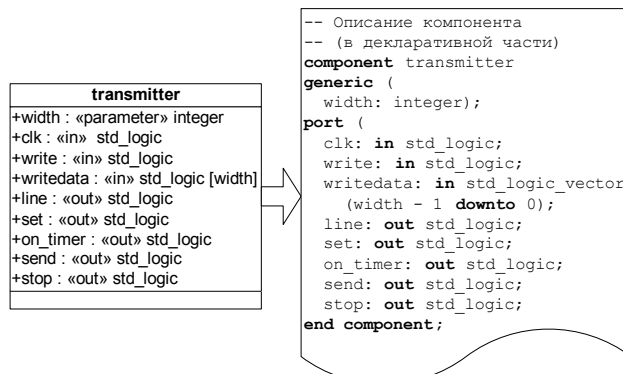 transmitter
+width : «parameter» integer
+clk : «in»  std_logic
+write : «in» std_logic
+writedata : «in» std_logic [width]
+line : «out» std_logic
+set : «out» std_logic
+on_timer : «out» std_logic
+send : «out» std_logic
+stop : «out» std_logic
-- Описание компонента
-- (в декларативной части)
component transmitter
generic (
  width: integer);
port (
  clk: in std_logic;
  write: in std_logic;
  writedata: in std_logic_vector
    (width - 1 downto 0);
  line: out std_logic;
  set: out std_logic;
  on_timer: out std_logic;
  send: out std_logic;
  stop: out std_logic;
end component;